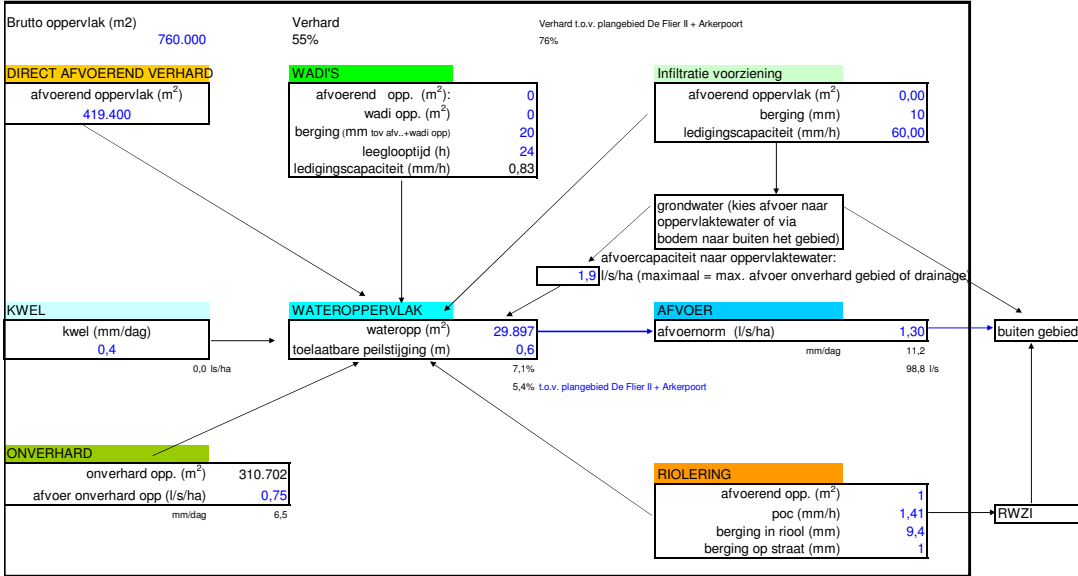 Brutto oppervlak (m2) Verhard Verhard t.o.v. plangebied De Flier II + Arkerpoort
760.000 55% 76%
DIRECT AFVOEREND VERHARD
afvoerend oppervlak (m²)
419.400
WADI'S
afvoerend opp. (m²): 0
wadi opp. (m²) 0
berging (mm tov afv..+wadi opp) 20
leeglooptijd (h) 24
ledigingscapaciteit (mm/h) 0,83
Infiltratie voorziening
afvoerend oppervlak (m²) 0,00
berging (mm) 10
ledigingscapaciteit (mm/h) 60,00
grondwater (kies afvoer naar
oppervlaktewater of via
bodem naar buiten het gebied)
afvoercapaciteit naar oppervlaktewater:
1,9 l/s/ha (maximaal = max. afvoer onverhard gebied of drainage)
KWEL
kwel (mm/dag)
0,4
0,0 ls/ha
WATEROPPERVLAK
wateropp (m²) 29.897
toelaatbare peilstijging (m) 0,6
7,1%
5,4% t.o.v. plangebied De Flier II + Arkerpoort
AFVOER
afvoernorm (l/s/ha) 1,30
mm/dag 11,2
98,8 l/s
buiten gebied
ONVERHARD
onverhard opp. (m²) 310.702
afvoer onverhard opp (l/s/ha) 0,75
mm/dag 6,5
RIOLERING
afvoerend opp. (m²) 1
poc (mm/h) 1,41
berging in riool (mm) 9,4
berging op straat (mm) 1
RWZI